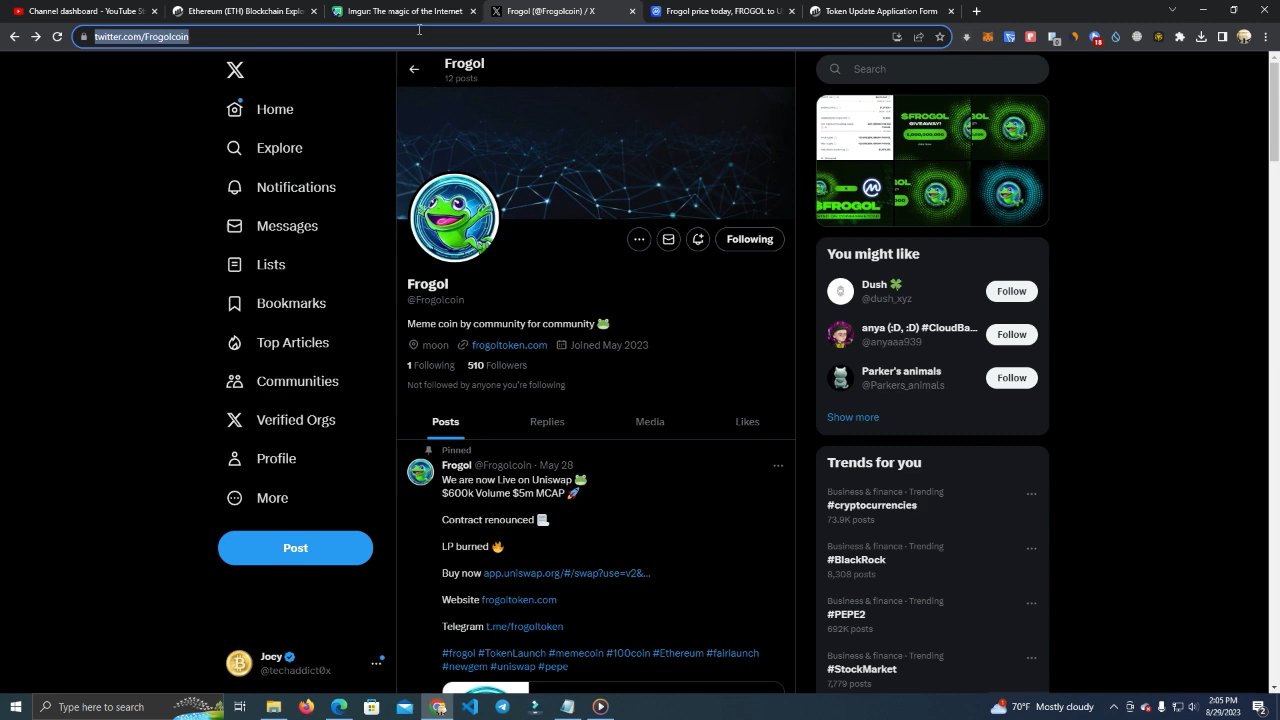 Channel dashboard - YouTube St
Ethereum (ETH) Blockchain Explo
Imgur: The magic of the Internet
Frogol (@Frogolcoin) / X
Frogol price today, FROGOL to U
Token Update Application Form
twitter.com/Frogolcoin
18
Frogol
12 posts
Search
Home
Notifications
Lists
Bookmarks
Top Articles
Communities
Verified Orgs
Profile
More
Post
Joey
@techaddict0x
$FROGOL
GIVEAWAY!
1,000,000,000
$FROGOL
Following
Frogol
@Frogolcoin
Meme coin by community for community 🐸
moon frogoltoken.com Joined May 2023
1 Following 510 Followers
Not followed by anyone you're following
Posts Replies Media Likes
Pinned
Frogol @Frogolcoin · May 28
We are now Live on Uniswap 🐸
$600k Volume $5m MCAP 🚀
Contract renounced 📃
LP burned 🔥
Buy now app.uniswap.org/#/swap?use=v2&...
Website frogoltoken.com
Telegram t.me/frogoltoken
#frogol #TokenLaunch #memecoin #100coin #Ethereum #fairlaunch
#newgem #uniswap #pepe
You might like
Dush 🍀
@dush_xyz
Follow
anya (:D, :D) #CloudBa...
@anyaaa939
Follow
Parker's animals
@Parkers_animals
Follow
Show more
Trends for you
Business & finance · Trending
#cryptocurrencies
73.9K posts
Business & finance · Trending
#BlackRock
8,308 posts
Business & finance · Trending
#PEPE2
692K posts
Business & finance · Trending
#StockMarket
7,779 posts
Type here to search
70°F Mostly cloudy
2:05 PM
8/29/2023